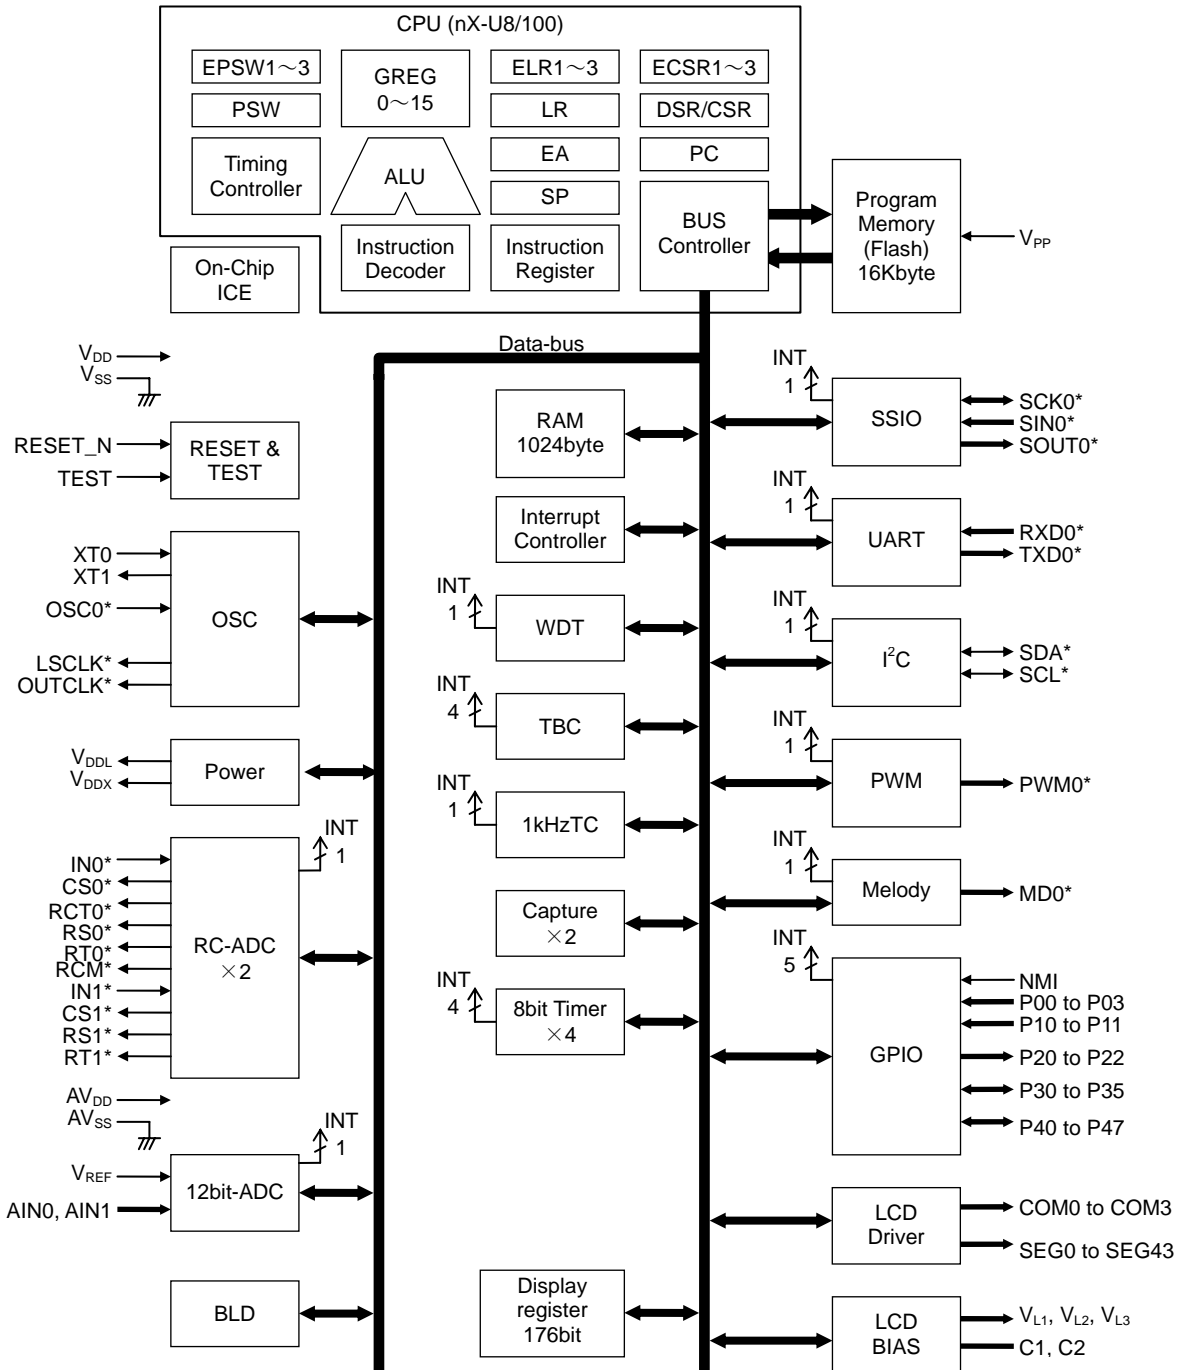 CPU (nX-U8/100)
EPSW1～3
GREG
0～15
ELR1～3
ECSR1～3
PSW
LR
DSR/CSR
Timing
Controller
ALU
EA
PC
SP
BUS
Controller
Instruction
Decoder
Instruction
Register
Program
Memory
(Flash)
16Kbyte
VPP
On-Chip
ICE
Data-bus
VDD
VSS
RESET_N
TEST
RESET &
TEST
XT0
XT1
OSC0*
LSCLK*
OUTCLK*
OSC
VDDL
VDDX
Power
IN0*
CS0*
RCT0*
RS0*
RT0*
RCM*
IN1*
CS1*
RS1*
RT1*
RC-ADC
×2
INT
1
AVDD
AVSS
VREF
AIN0, AIN1
12bit-ADC
INT
1
BLD
RAM
1024byte
Interrupt
Controller
INT
1
WDT
INT
4
TBC
INT
1
1kHzTC
Capture
×2
INT
4
8bit Timer
×4
Display
register
176bit
INT
1
SSIO
SCK0*
SIN0*
SOUT0*
INT
1
UART
RXD0*
TXD0*
INT
1
I²C
SDA*
SCL*
INT
1
PWM
PWM0*
INT
1
Melody
MD0*
INT
5
GPIO
NMI
P00 to P03
P10 to P11
P20 to P22
P30 to P35
P40 to P47
LCD
Driver
COM0 to COM3
SEG0 to SEG43
LCD
BIAS
VL1, VL2, VL3
C1, C2